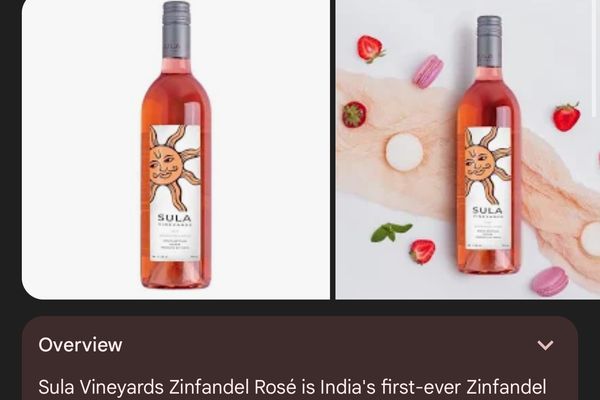 SULA
VINEYARDS
SULA
VINEYARDS
Overview
Sula Vineyards Zinfandel Rosé is India's first-ever Zinfandel